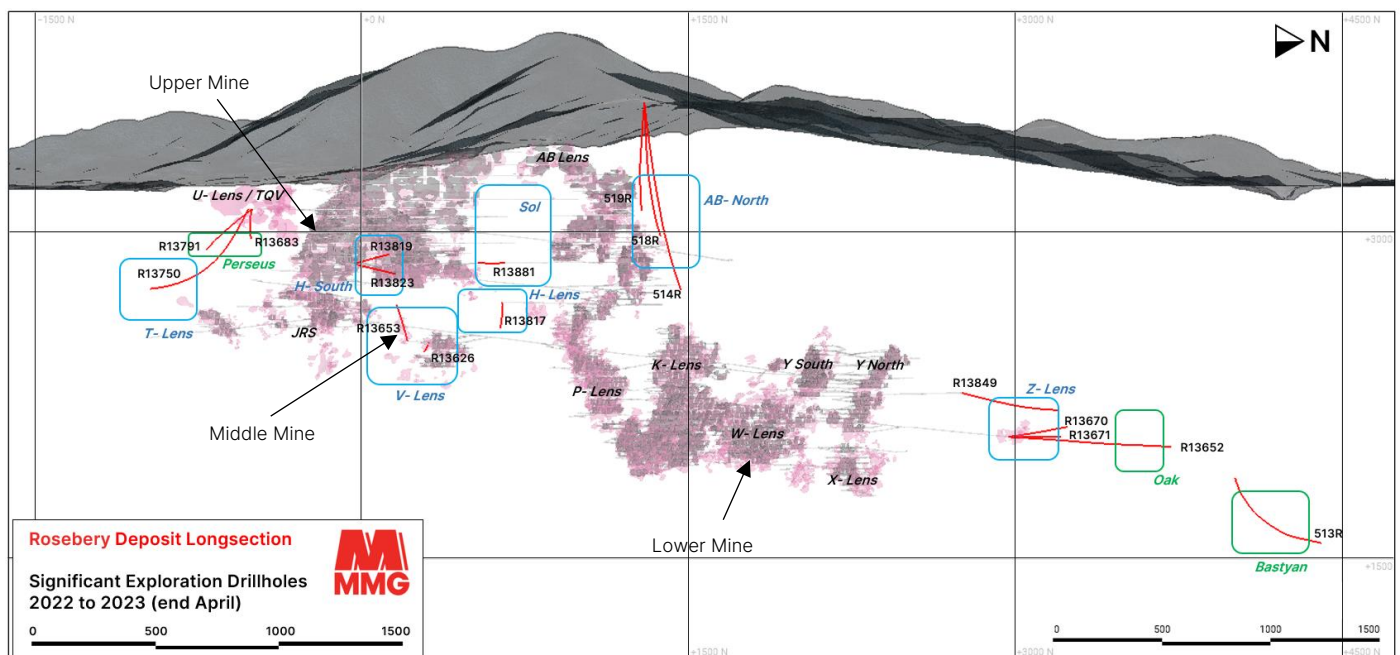 -1500 N
+0 N
+1500 N
+3000 N
+4500 N
N
Upper Mine
AB Lens
U- Lens / TQV
519R
Sol
AB- North
+3000
R13791
R13683
R13819
518R
Perseus
R13750
R13881
R13823
H- South
H- Lens
514R
T- Lens
JRS
R13653
R13817
R13626
K- Lens
Y South
Y North
V- Lens
P- Lens
R13849
Z- Lens
Middle Mine
W- Lens
R13670
R13671
R13652
X- Lens
Oak
Lower Mine
513R
Bastyan
+1500
Rosebery Deposit Longsection
MMG
Significant Exploration Drillholes
2022 to 2023 (end April)
0 500 1000 1500
0 500 1000 1500
+1500 N
+3000 N
+4500 N